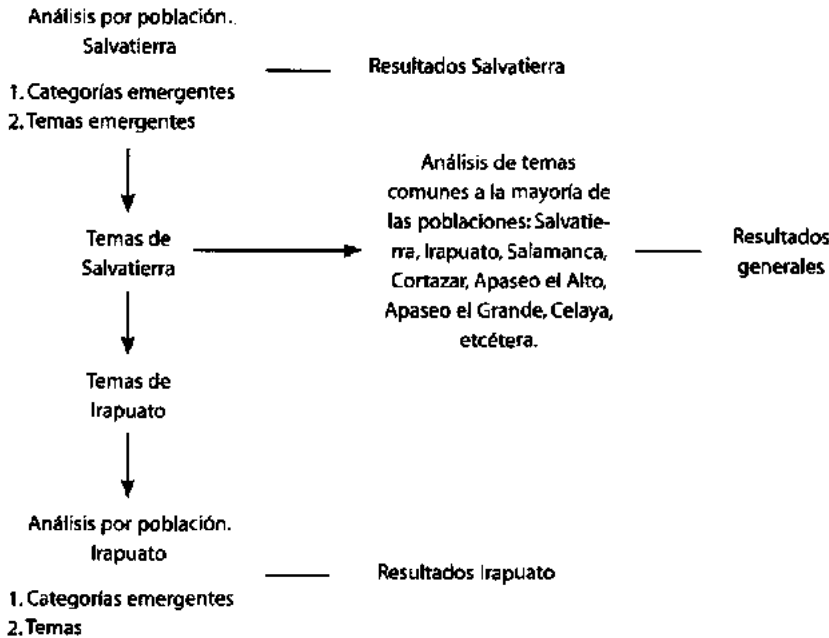 Análisis por población.
Salvatierra
1. Categorías emergentes
2. Temas emergentes
Resultados Salvatierra
Temas de
Salvatierra
Análisis de temas
comunes a la mayoría de
las poblaciones: Salvatie-
rra, Irapuato, Salamanca,
Cortazar, Apaseo el Alto,
Apaseo el Grande, Celaya,
etcétera.
Resultados
generales
Temas de
Irapuato
Análisis por población.
Irapuato
1. Categorías emergentes
2. Temas
Resultados Irapuato